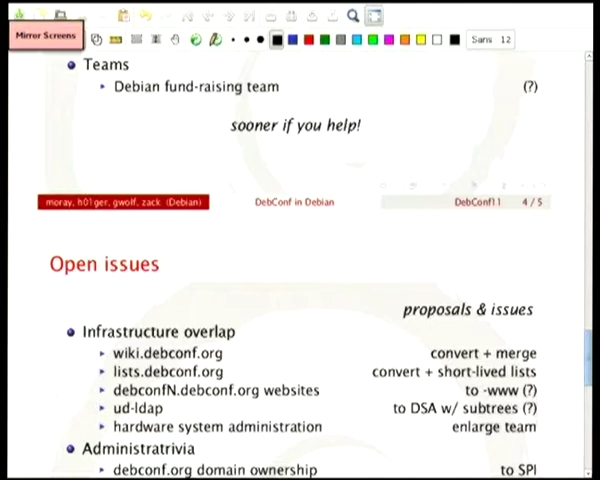 Mirror Screens
Sans 12
Teams
Debian fund-raising team (?)
sooner if you help!
moray, h01ger, gwolf, zack (Debian) DebConf in Debian DebConf11 4 / 5
Open issues
proposals & issues
Infrastructure overlap
wiki.debconf.org convert + merge
lists.debconf.org convert + short-lived lists
debconfN.debconf.org websites to -www (?)
ud-ldap to DSA w/ subtrees (?)
hardware system administration enlarge team
Administratrivia
debconf.org domain ownership to SPI